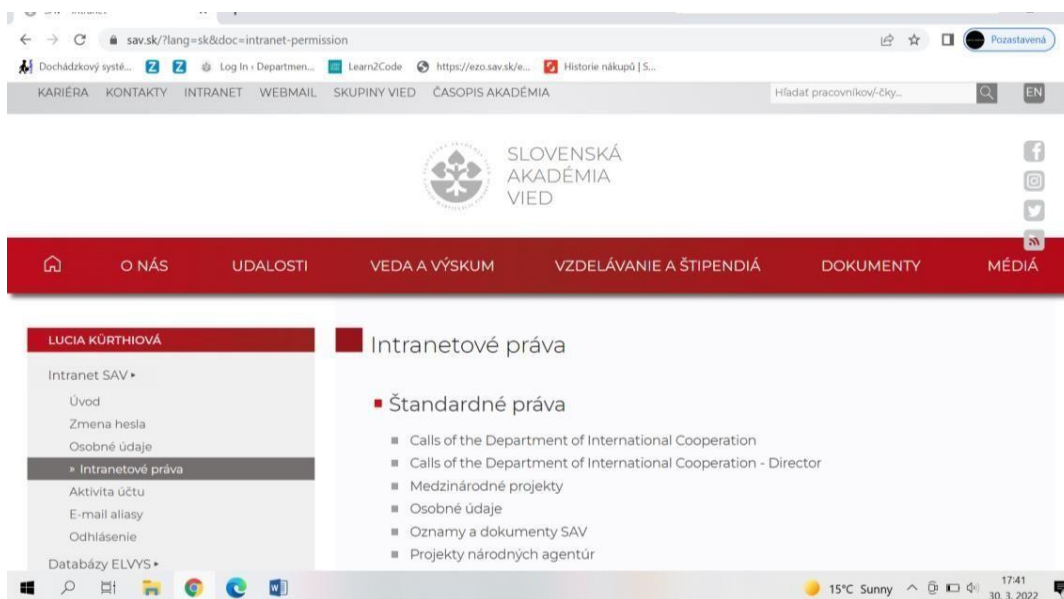 sav.sk/?lang=sk&doc=intranet-permission
Pozastavená
Dochádzkový systé...
Log In ‹ Departmen...
Learn2Code
https://ezo.sav.sk/e...
Historie nákupů | S...
KARIÉRA KONTAKTY INTRANET WEBMAIL SKUPINY VIED ČASOPIS AKADÉMIA
Hľadať pracovníkov/-čky...
EN
SLOVENSKÁ
AKADÉMIA
VIED
O NÁS UDALOSTI VEDA A VÝSKUM VZDELÁVANIE A ŠTIPENDIÁ DOKUMENTY MÉDIÁ
LUCIA KÜRTHIOVÁ
Intranet SAV ▸
Úvod
Zmena hesla
Osobné údaje
» Intranetové práva
Aktivita účtu
E-mail aliasy
Odhlásenie
Databázy ELVYS ▸
Intranetové práva
Štandardné práva
Calls of the Department of International Cooperation
Calls of the Department of International Cooperation - Director
Medzinárodné projekty
Osobné údaje
Oznamy a dokumenty SAV
Projekty národných agentúr
15°C Sunny
17:41
30. 3. 2022